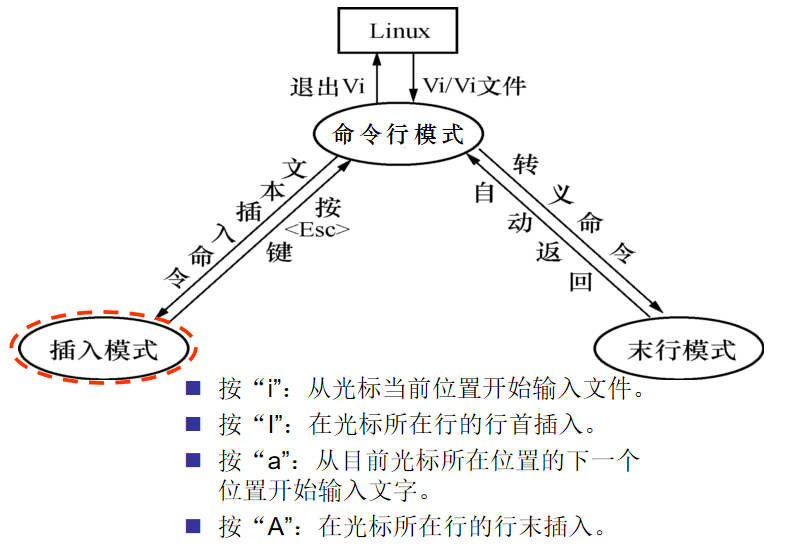 Linux
退出Vi
Vi/Vi文件
命令行模式
文本插入命令
按<Esc>键
转义命令
自动返回
插入模式
末行模式
■ 按“i”：从光标当前位置开始输入文件。
■ 按“I”：在光标所在行的行首插入。
■ 按“a”：从目前光标所在位置的下一个
位置开始输入文字。
■ 按“A”：在光标所在行的行末插入。